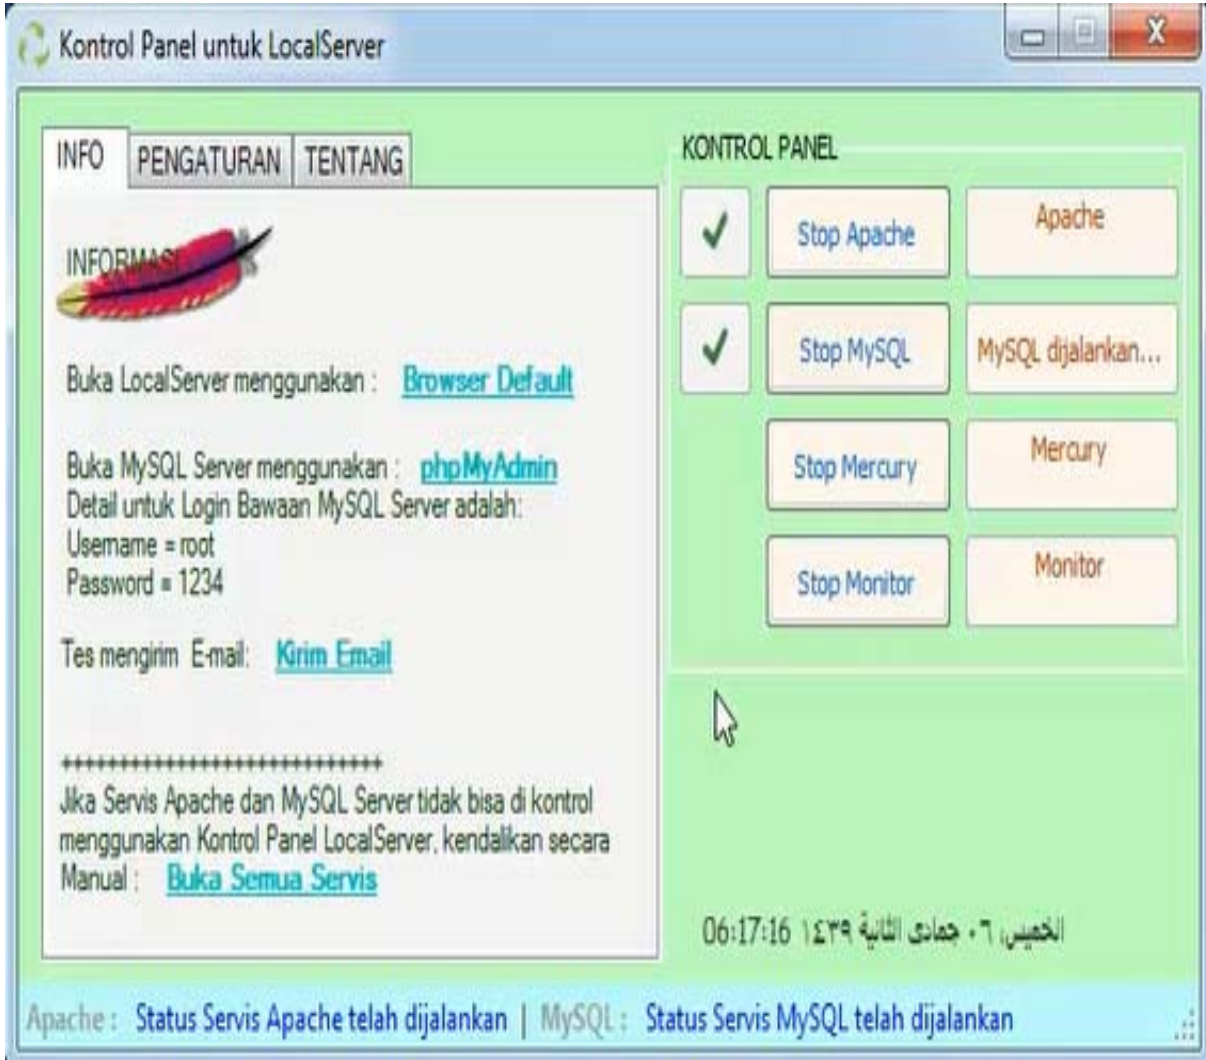 Kontrol Panel untuk LocalServer
INFO
PENGATURAN
TENTANG
INFORMASI
Buka LocalServer menggunakan : Browser Default
Buka MySQL Server menggunakan : phpMyAdmin
Detail untuk Login Bawaan MySQL Server adalah:
Username = root
Password = 1234
Tes mengirim E-mail: Kirim Email
++++++++++++++++++++++++++++
Jika Servis Apache dan MySQL Server tidak bisa di kontrol
menggunakan Kontrol Panel LocalServer, kendalikan secara
Manual : Buka Semua Servis
KONTROL PANEL
Stop Apache
Apache
Stop MySQL
MySQL dijalankan...
Stop Mercury
Mercury
Stop Monitor
Monitor
الخميس, ٠٦ جمادى الثانية ١٤٣٩ 06:17:16
Apache : Status Servis Apache telah dijalankan | MySQL : Status Servis MySQL telah dijalankan